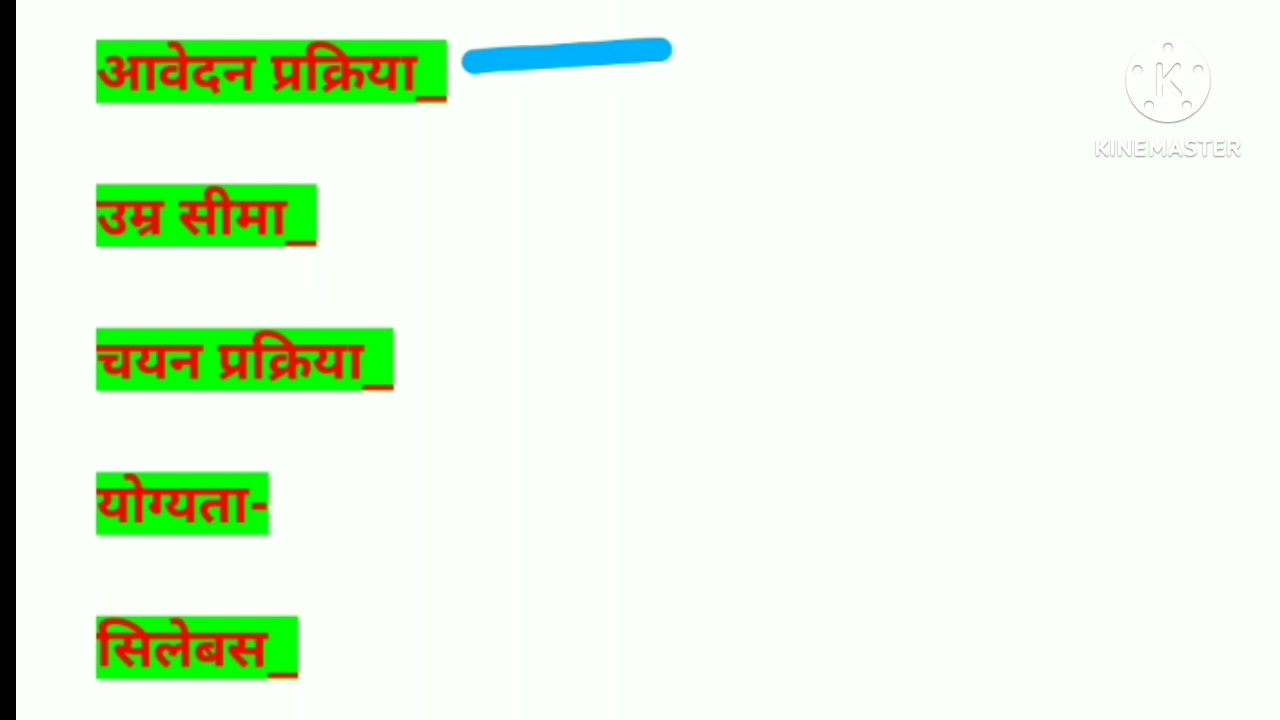 आवेदन प्रक्रिया_
KINEMASTER
उम्र सीमा_
चयन प्रक्रिया_
योग्यता-
सिलेबस_